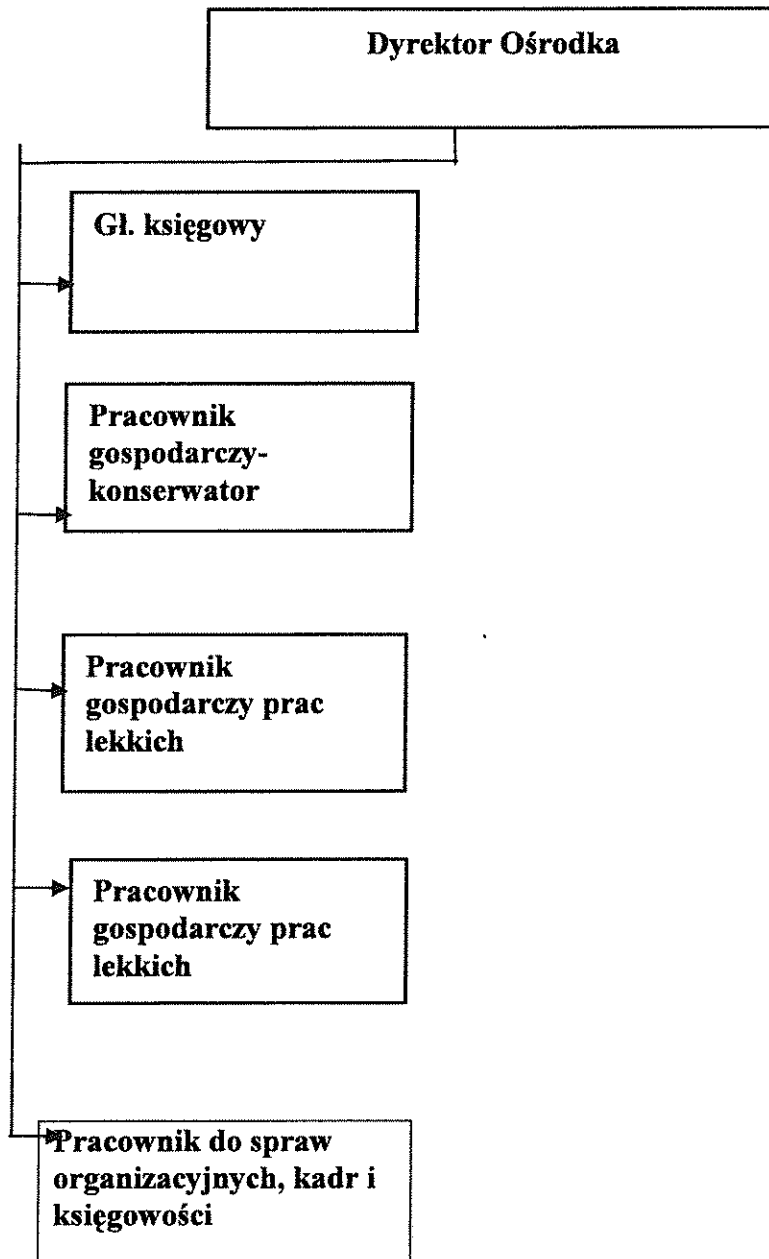 Dyrektor Ośrodka
Gł. księgowy
Pracownik
gospodarczy-
konserwator
Pracownik
gospodarczy prac
lekkich
Pracownik
gospodarczy prac
lekkich
Pracownik do spraw
organizacyjnych, kadr i
księgowości